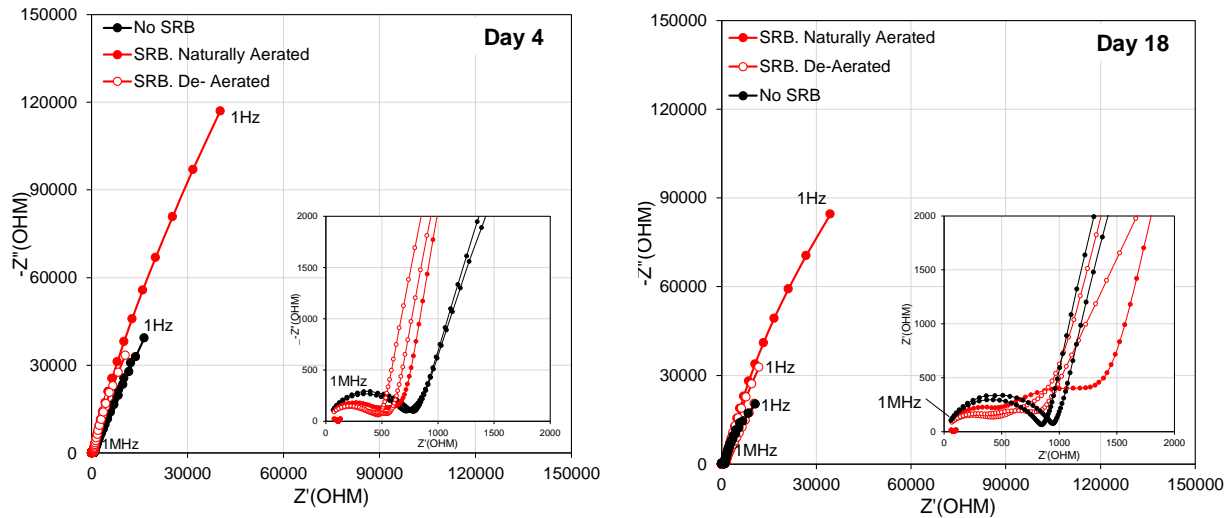 150000
120000
90000
60000
30000
0
-Z"(OHM)
No SRB
SRB. Naturally Aerated
SRB. De- Aerated
Day 4
1Hz
1Hz
1MHz
2000
1500
1000
500
0
-Z'(OHM)
1MHz
0 500 1000 1500 2000
Z'(OHM)
0 30000 60000 90000 120000 150000
Z'(OHM)
150000
120000
90000
60000
30000
0
-Z"(OHM)
SRB. Naturally Aerated
SRB. De-Aerated
No SRB
Day 18
1Hz
1Hz
1Hz
1MHz
2000
1500
1000
500
0
Z'(OHM)
1MHz
0 500 1000 1500 2000
Z'(OHM)
0 30000 60000 90000 120000 150000
Z'(OHM)